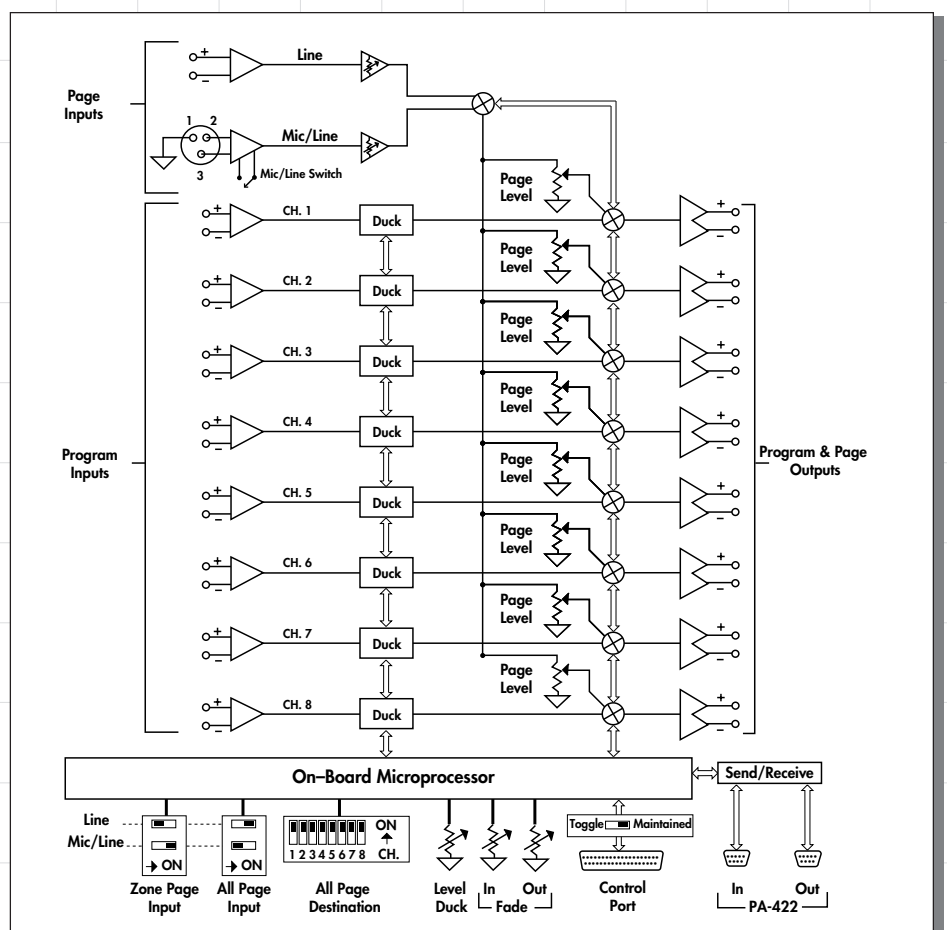 +
Line
−
Page
Inputs
1 2
Mic/Line
3
Mic/Line Switch
Page
Level
+
CH. 1
Duck
+
−
−
Page
Level
+
CH. 2
Duck
+
−
−
Page
Level
+
CH. 3
Duck
+
−
−
Page
Level
+
CH. 4
Duck
+
−
−
Program
Inputs
Program & Page
Outputs
Page
Level
+
CH. 5
Duck
+
−
−
Page
Level
+
CH. 6
Duck
+
−
−
Page
Level
+
CH. 7
Duck
+
−
−
Page
Level
+
CH. 8
Duck
+
−
−
On–Board Microprocessor
Send/Receive
Line
Mic/Line
ON
ON
ON
1 2 3 4 5 6 7 8 CH.
Toggle Maintained
Zone Page
Input
All Page
Input
All Page
Destination
Level
Duck
In Out
Fade
Control
Port
In Out
PA-422